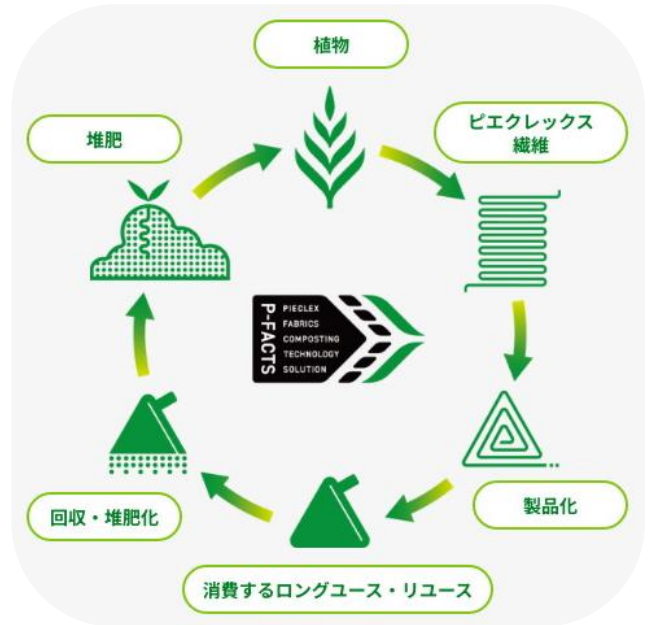 植物
ピエクレックス
繊維
製品化
消費するロングユース・リユース
回収・堆肥化
堆肥
P-FACTS
PIECLEX
FABRICS
COMPOSTING
TECHNOLOGY
SOLUTION